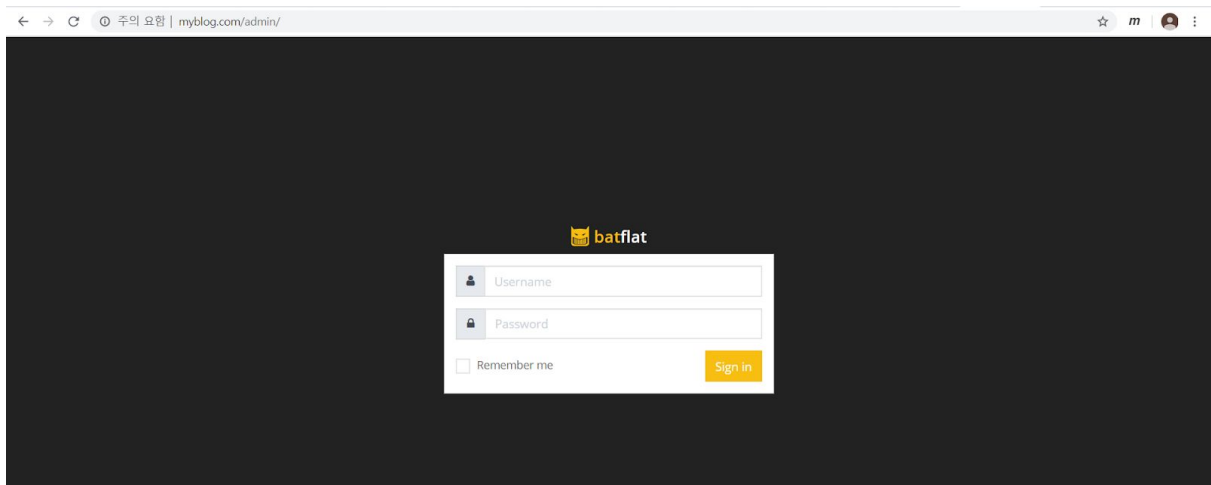 주의 요함 | myblog.com/admin/
m
batflat
Username
Password
Remember me
Sign in